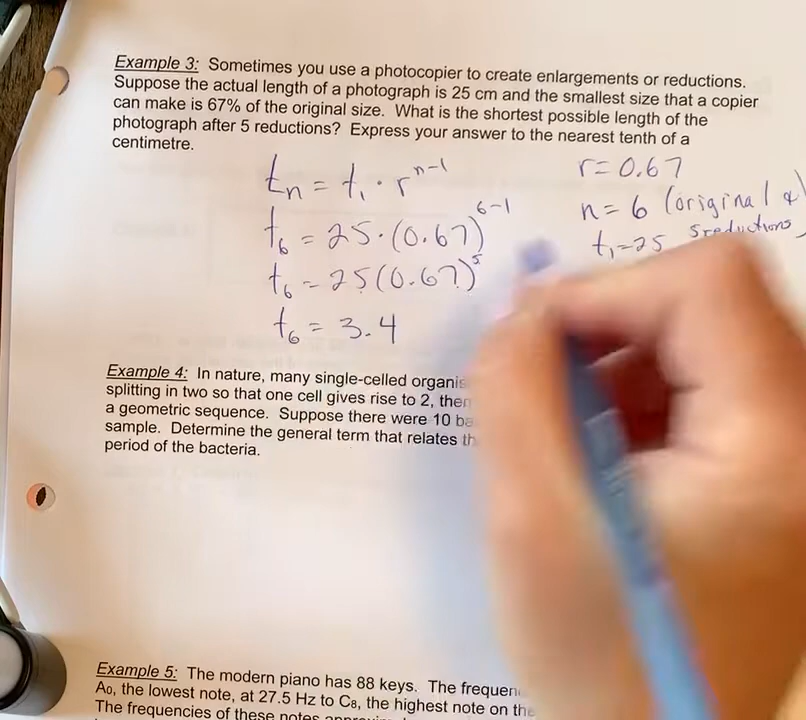 Example 3: Sometimes you use a photocopier to create enlargements or reductions.
Suppose the actual length of a photograph is 25 cm and the smallest size that a copier
can make is 67% of the original size. What is the shortest possible length of the
photograph after 5 reductions? Express your answer to the nearest tenth of a
centimetre.
tₙ = t₁ · rⁿ⁻¹
r = 0.67
t₆ = 25·(0.67)⁶⁻¹
n = 6 (original &
5 reductions)
t₁ = 25
t₆ = 25(0.67)⁵
t₆ = 3.4
Example 4: In nature, many single-celled
splitting in two so that one cell gives rise to 2,
a geometric sequence. Suppose there were 10
sample. Determine the general term that relates
period of the bacteria.
Example 5: The modern piano has 88 keys. The
A₀, the lowest note, at 27.5 Hz to C₈, the highest note on the
The frequencies of these notes